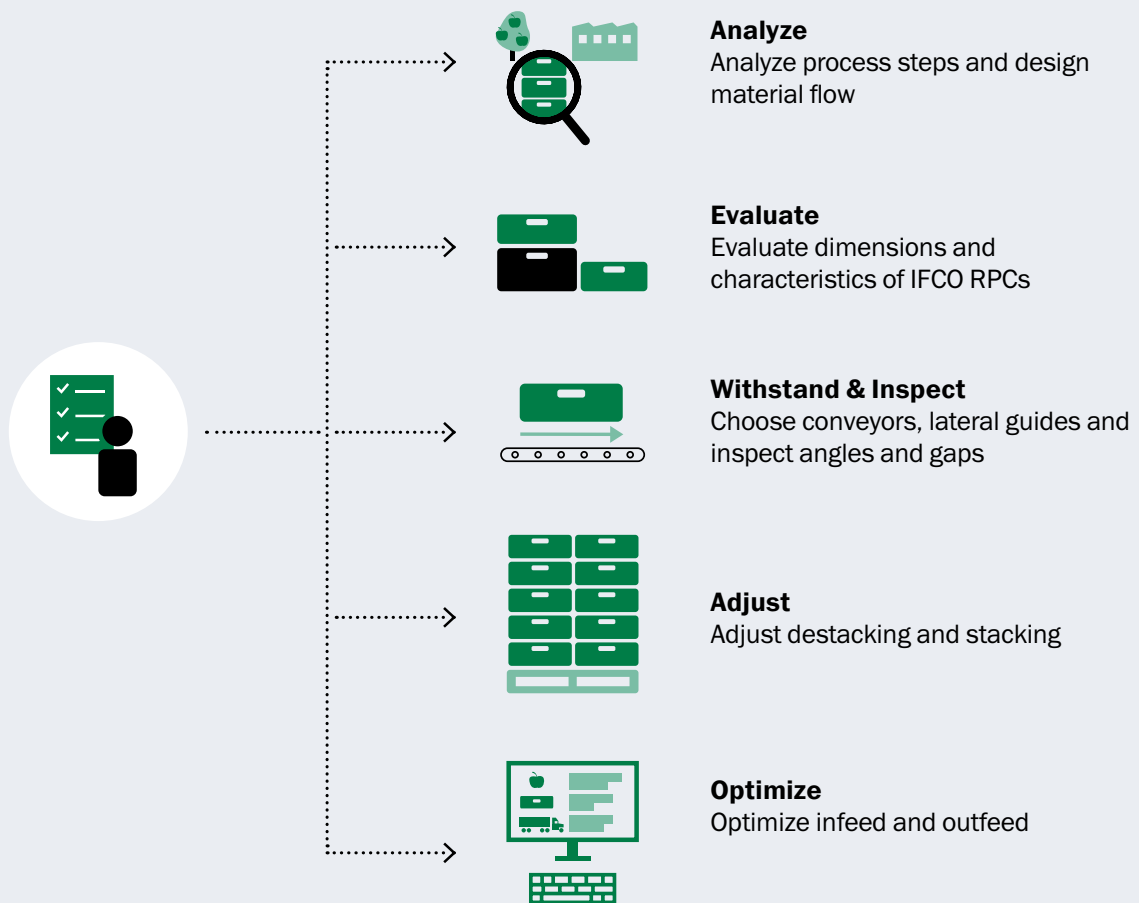 Analyze
Analyze process steps and design
material flow
Evaluate
Evaluate dimensions and
characteristics of IFCO RPCs
Withstand & Inspect
Choose conveyors, lateral guides and
inspect angles and gaps
Adjust
Adjust destacking and stacking
Optimize
Optimize infeed and outfeed